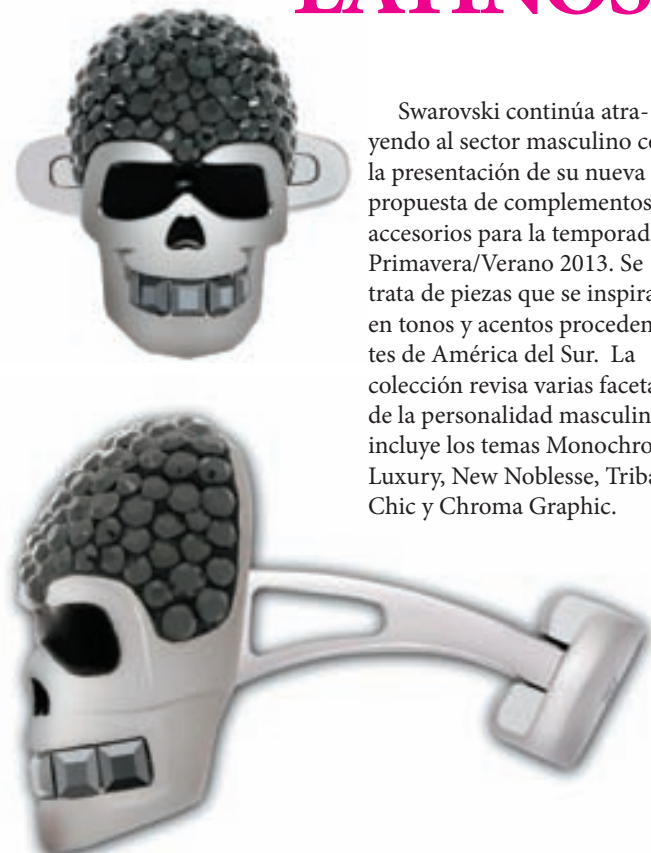 LATINOS
Swarovski continúa atra-
yendo al sector masculino co
la presentación de su nueva
propuesta de complementos
accesorios para la temporad
Primavera/Verano 2013. Se
trata de piezas que se inspira
en tonos y acentos proceden
tes de América del Sur. La
colección revisa varias faceta
de la personalidad masculin
incluye los temas Monochro
Luxury, New Noblesse, Triba
Chic y Chroma Graphic.